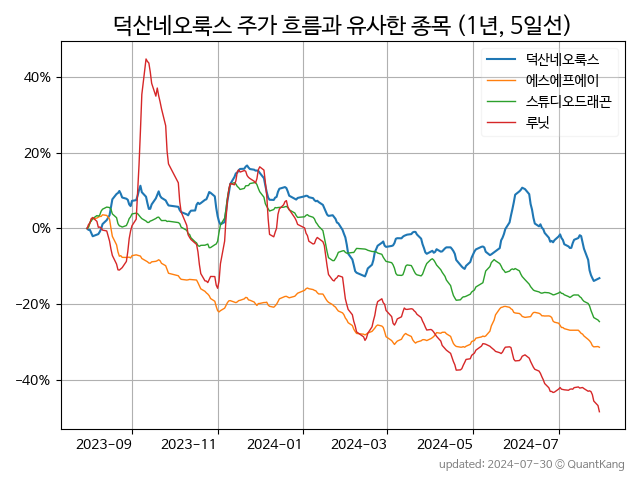 덕산네오룩스 주가 흐름과 유사한 종목 (1년, 5일선)
덕산네오룩스
에스에프에이
스튜디오드래곤
루닛
40%
20%
0%
−20%
−40%
2023-09 2023-11 2024-01 2024-03 2024-05 2024-07
updated: 2024-07-30 © QuantKang